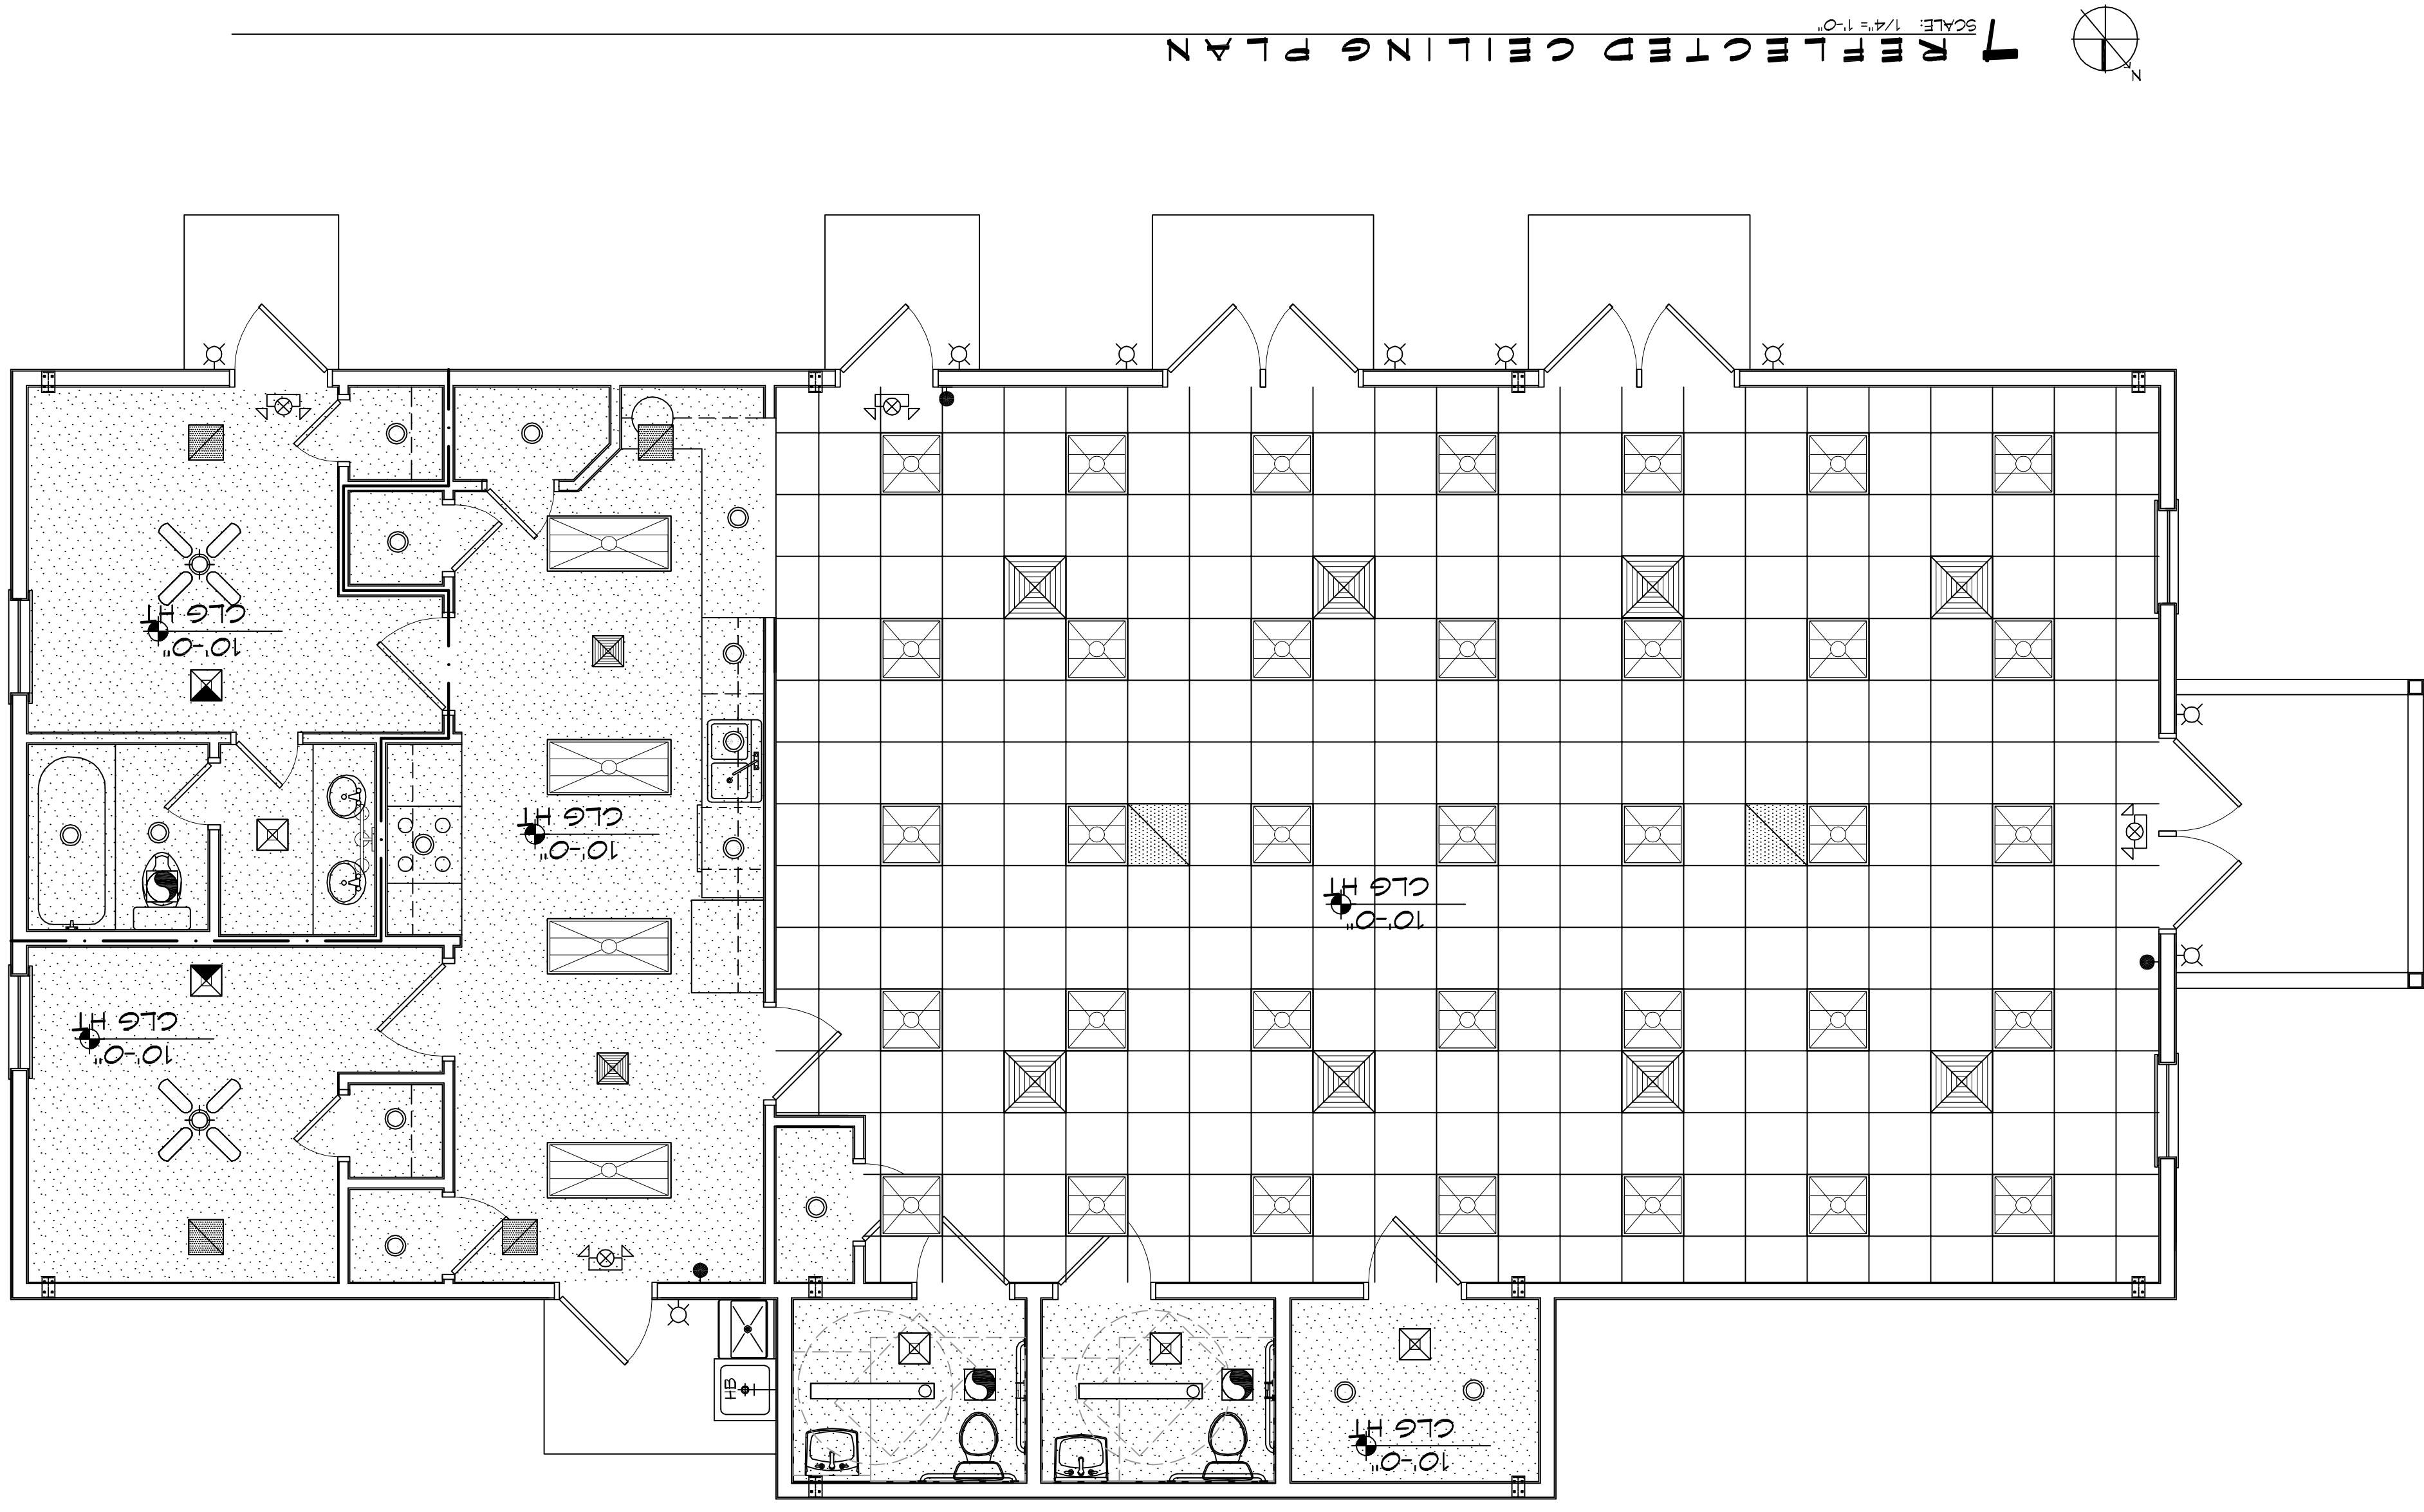 10'-0"
CLG HT
HB
10'-0"
CLG HT
10'-0"
CLG HT
10'-0"
CLG HT
10'-0"
CLG HT
N
7 REFLECTED CEILING PLAN
SCALE: 1/4" = 1'-0"